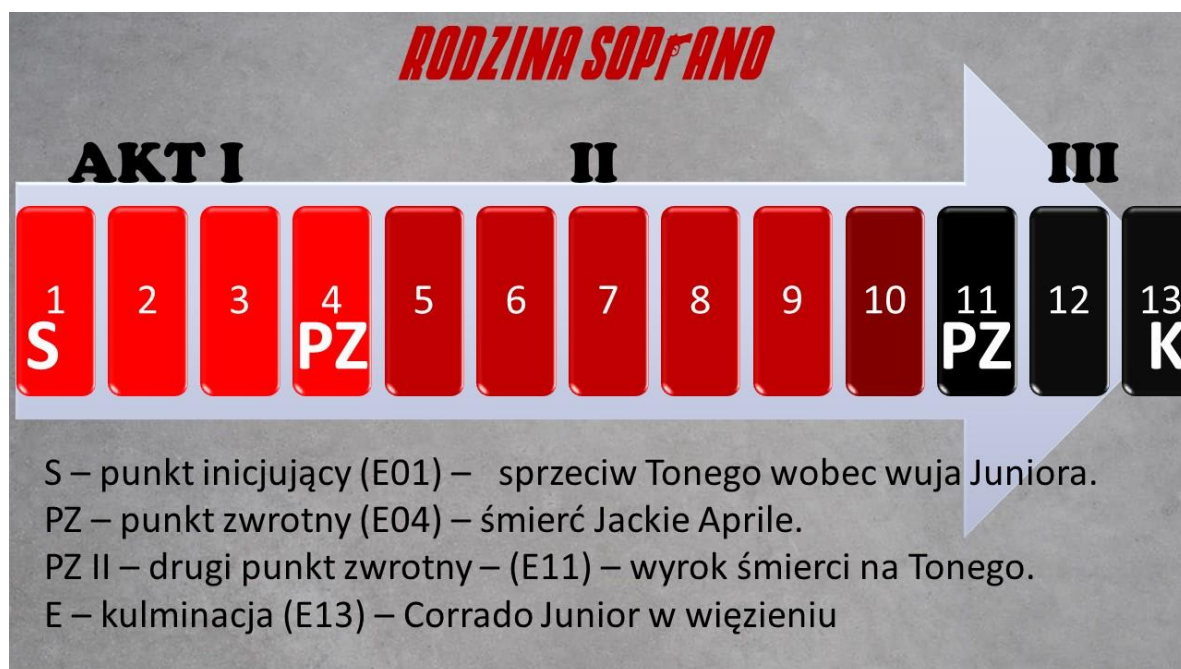 RODZINA SOPrANO
AKT I II III
1 2 3 4 5 6 7 8 9 10 11 12 13
S PZ PZ K
S – punkt inicjujący (E01) – sprzeciw Tonego wobec wuja Juniora.
PZ – punkt zwrotny (E04) – śmierć Jackie Aprile.
PZ II – drugi punkt zwrotny – (E11) – wyrok śmierci na Tonego.
E – kulminacja (E13) – Corrado Junior w więzieniu